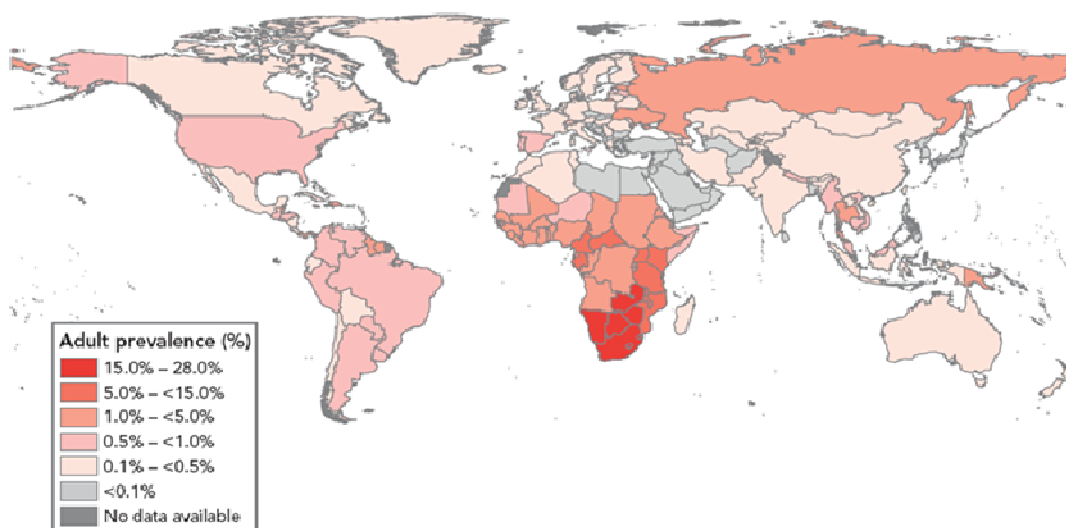 Adult prevalence (%)
15.0% – 28.0%
5.0% – <15.0%
1.0% – <5.0%
0.5% – <1.0%
0.1% – <0.5%
<0.1%
No data available